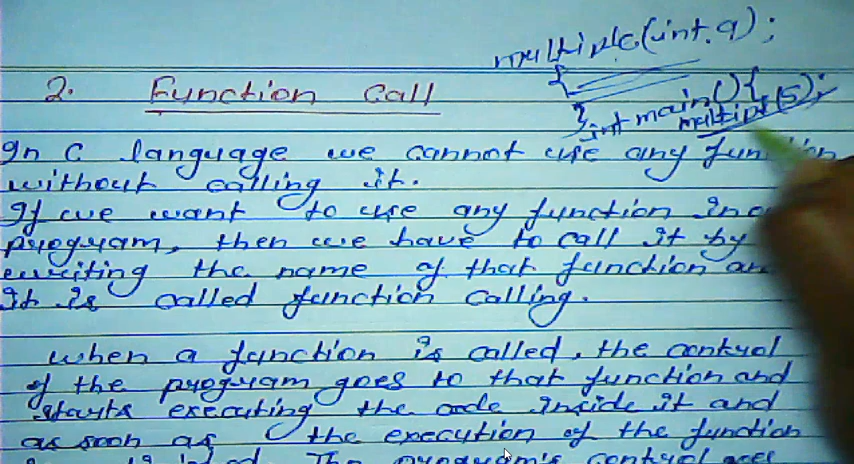 multiple(int.a);
{
}
int main(){
multiple(5);
2. Function Call
In C language we cannot use any function
without calling it.
If we want to use any function in
program, then we have to call it by
writing the name of that function
It is called function calling.
when a function is called, the control
of the program goes to that function and
starts executing the code inside it and
as soon as the execution of the function